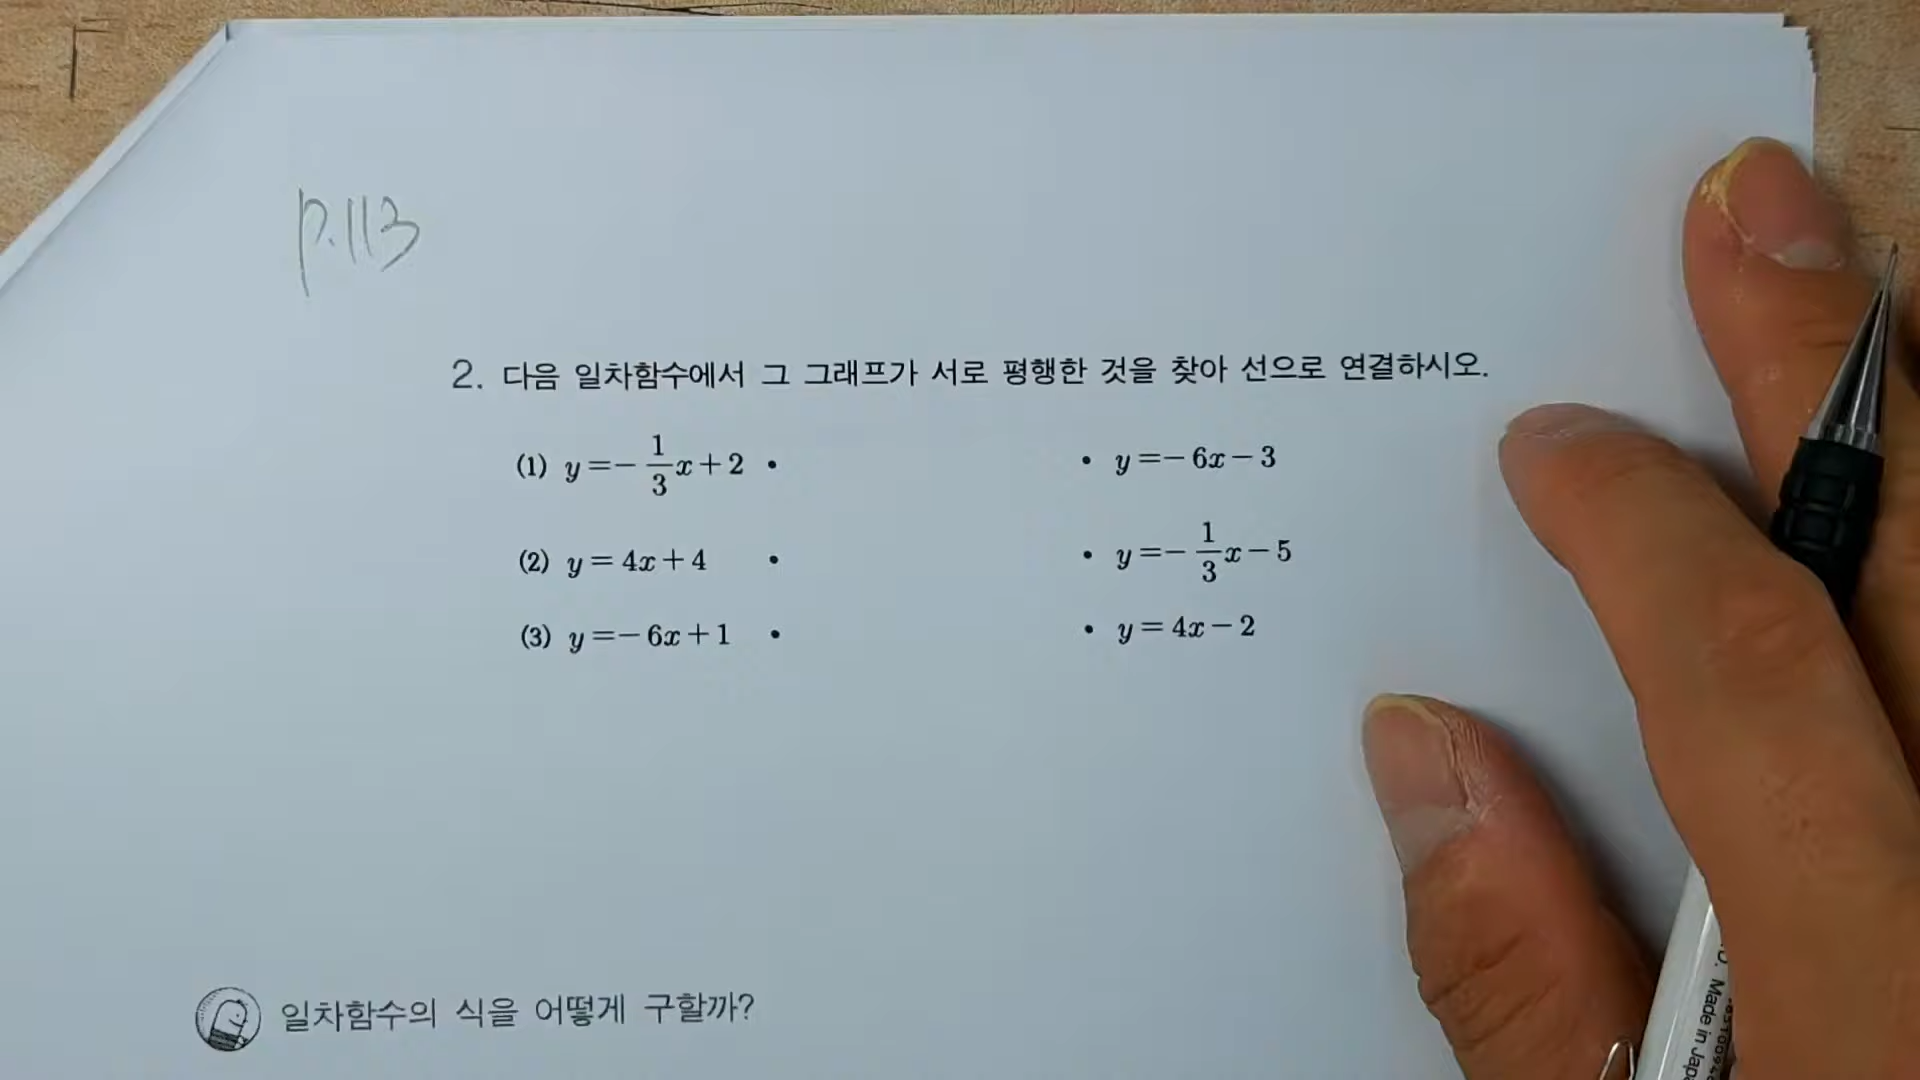 p.113
2. 다음 일차함수에서 그 그래프가 서로 평행한 것을 찾아 선으로 연결하시오.
(1) y=-1/3x+2 • • y=-6x-3
(2) y=4x+4 • • y=-1/3x-5
(3) y=-6x+1 • • y=4x-2
일차함수의 식을 어떻게 구할까?
Made in Japa